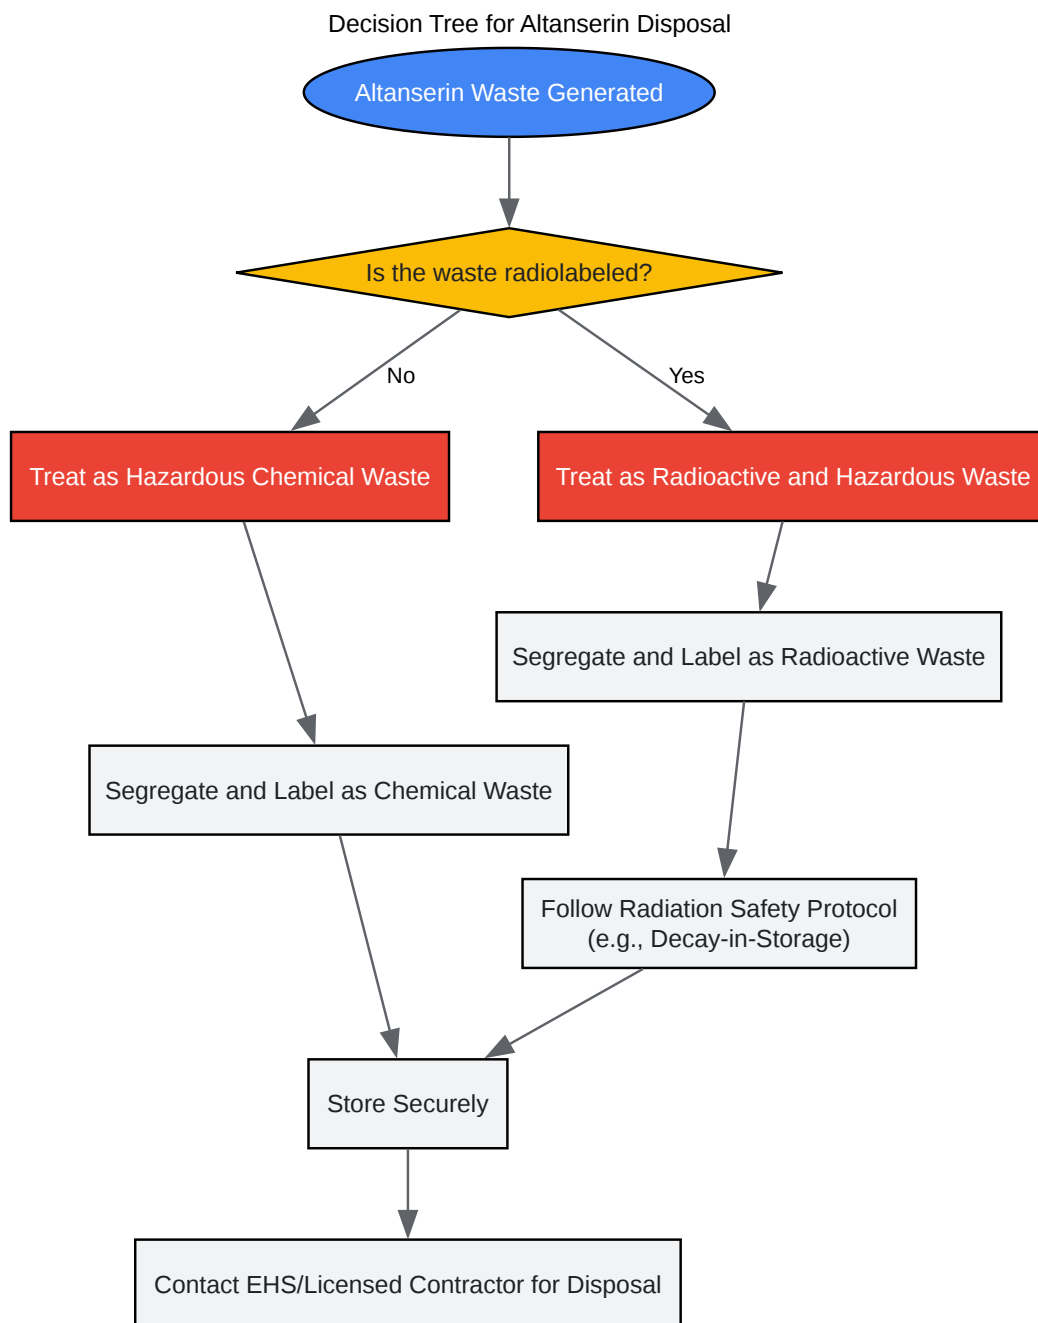 Decision Tree for Altanserin Disposal
Altanserin Waste Generated
Is the waste radiolabeled?
No
Yes
Treat as Hazardous Chemical Waste
Treat as Radioactive and Hazardous Waste
Segregate and Label as Radioactive Waste
Segregate and Label as Chemical Waste
Follow Radiation Safety Protocol
(e.g., Decay-in-Storage)
Store Securely
Contact EHS/Licensed Contractor for Disposal